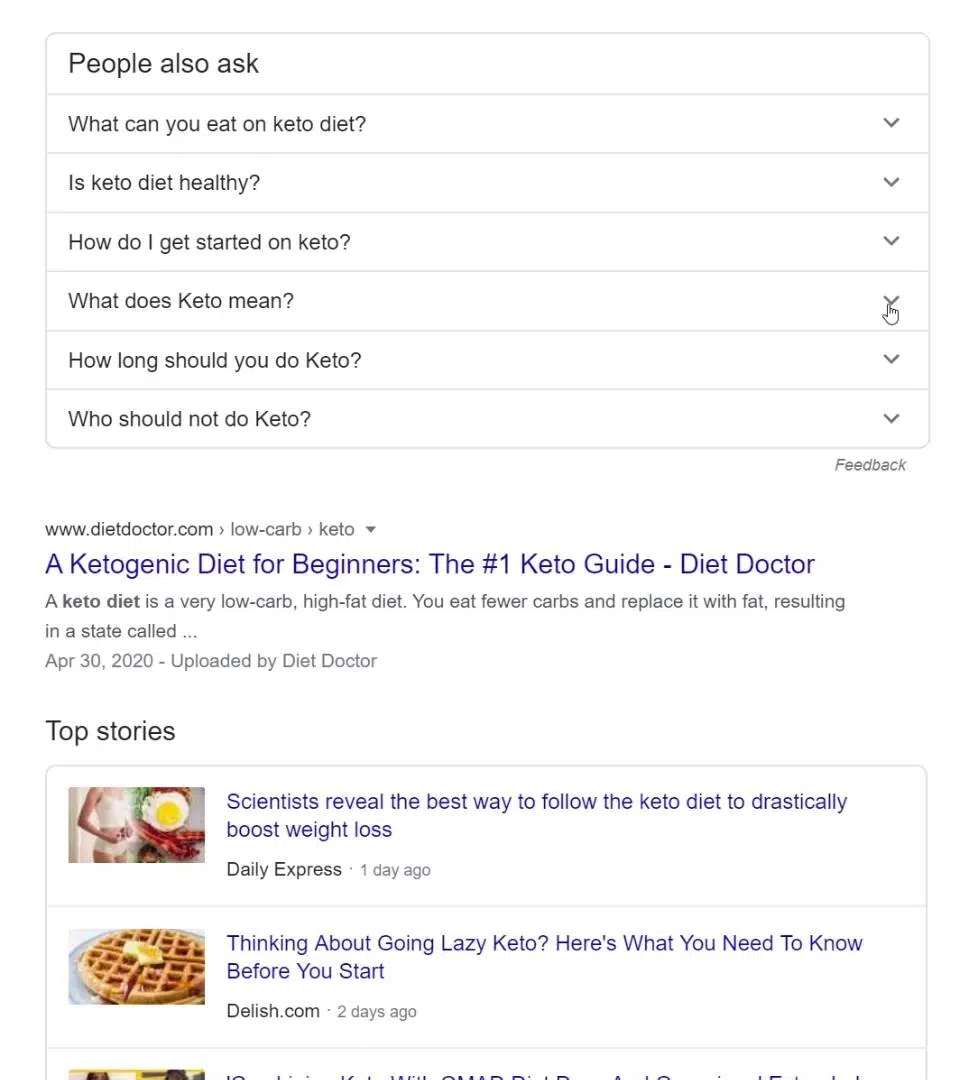 People also ask
What can you eat on keto diet?
Is keto diet healthy?
How do I get started on keto?
What does Keto mean?
How long should you do Keto?
Who should not do Keto?
Feedback
www.dietdoctor.com › low-carb › keto
A Ketogenic Diet for Beginners: The #1 Keto Guide - Diet Doctor
A keto diet is a very low-carb, high-fat diet. You eat fewer carbs and replace it with fat, resulting
in a state called ...
Apr 30, 2020 - Uploaded by Diet Doctor
Top stories
Scientists reveal the best way to follow the keto diet to drastically
boost weight loss
Daily Express · 1 day ago
Thinking About Going Lazy Keto? Here's What You Need To Know
Before You Start
Delish.com · 2 days ago
Keto With OMAD Diet